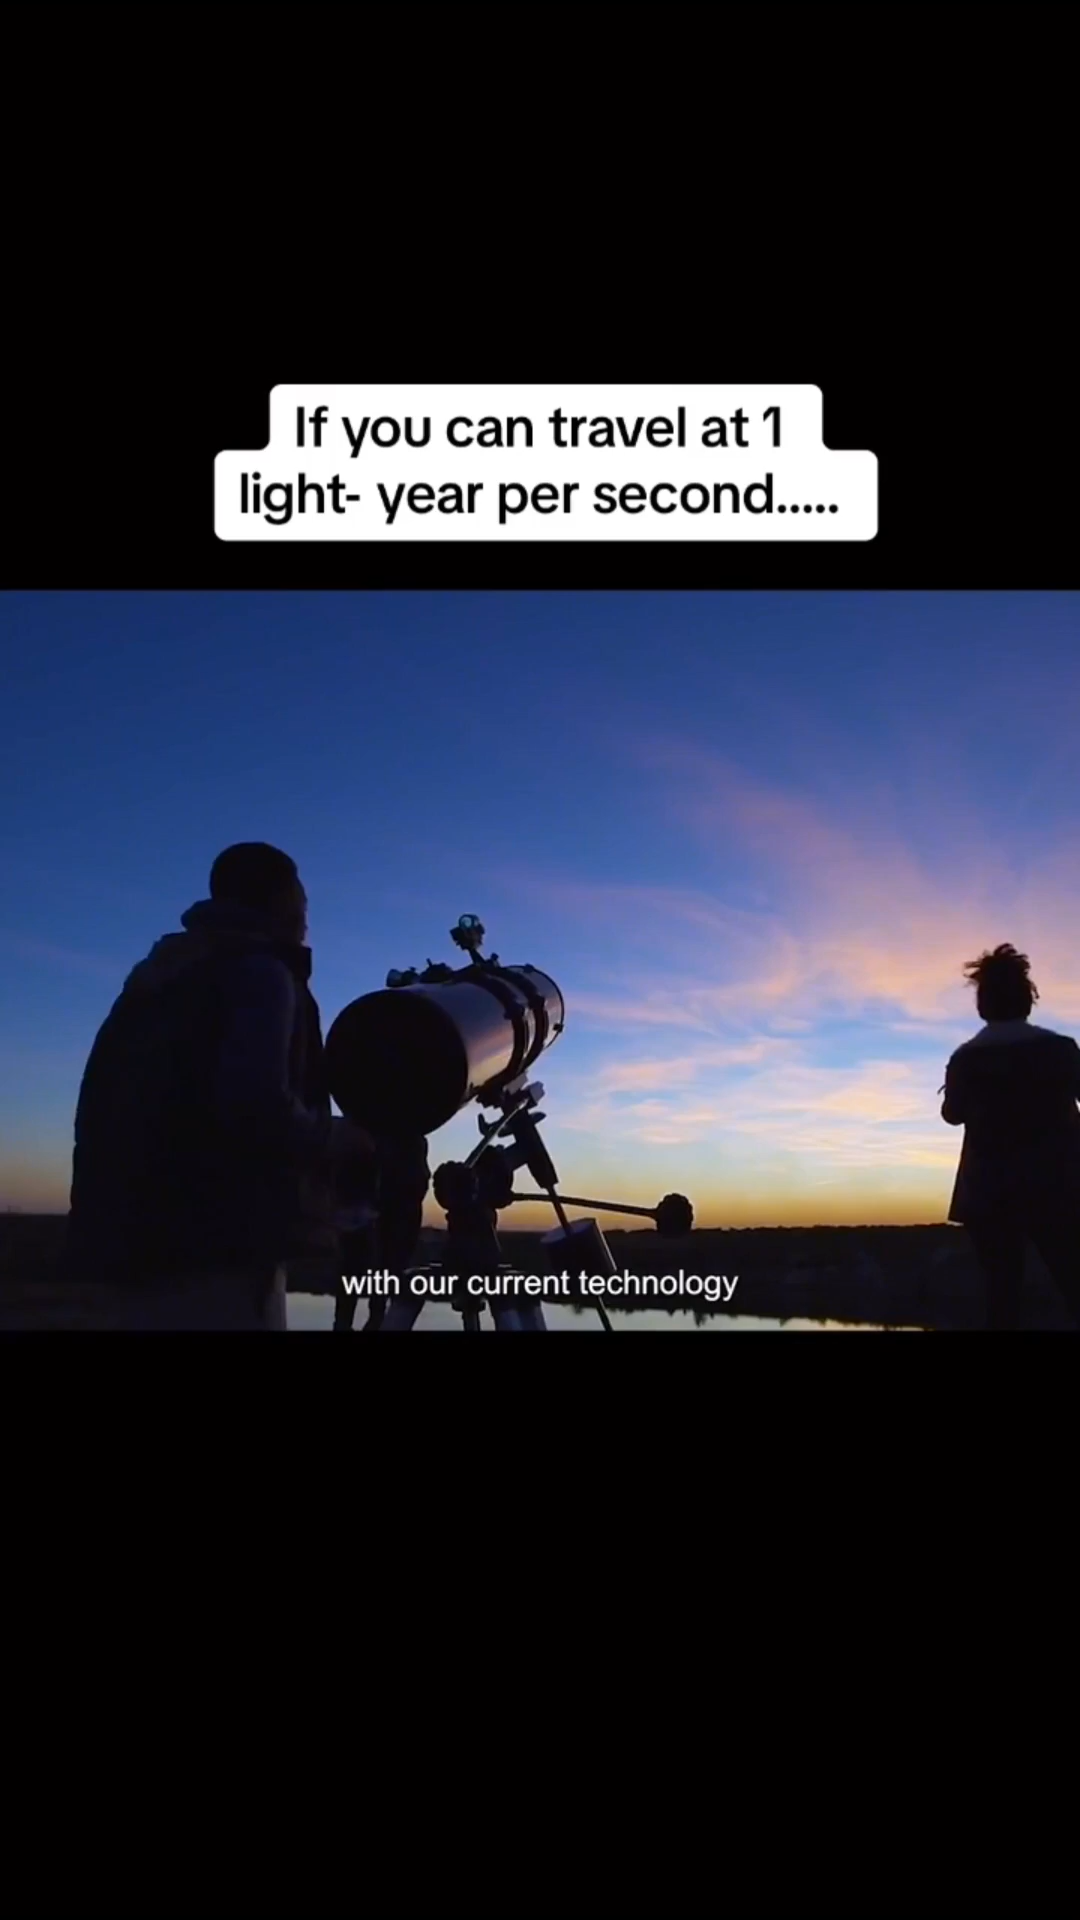 If you can travel at 1
light- year per second.....
with our current technology